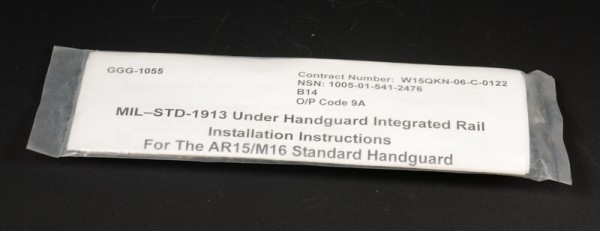 GGG-1055
Contract Number: W15QKN-06-C-0122
NSN: 1005-01-541-2476
B14
O/P Code 9A
MIL–STD-1913 Under Handguard Integrated Rail
Installation Instructions
For The AR15/M16 Standard Handguard